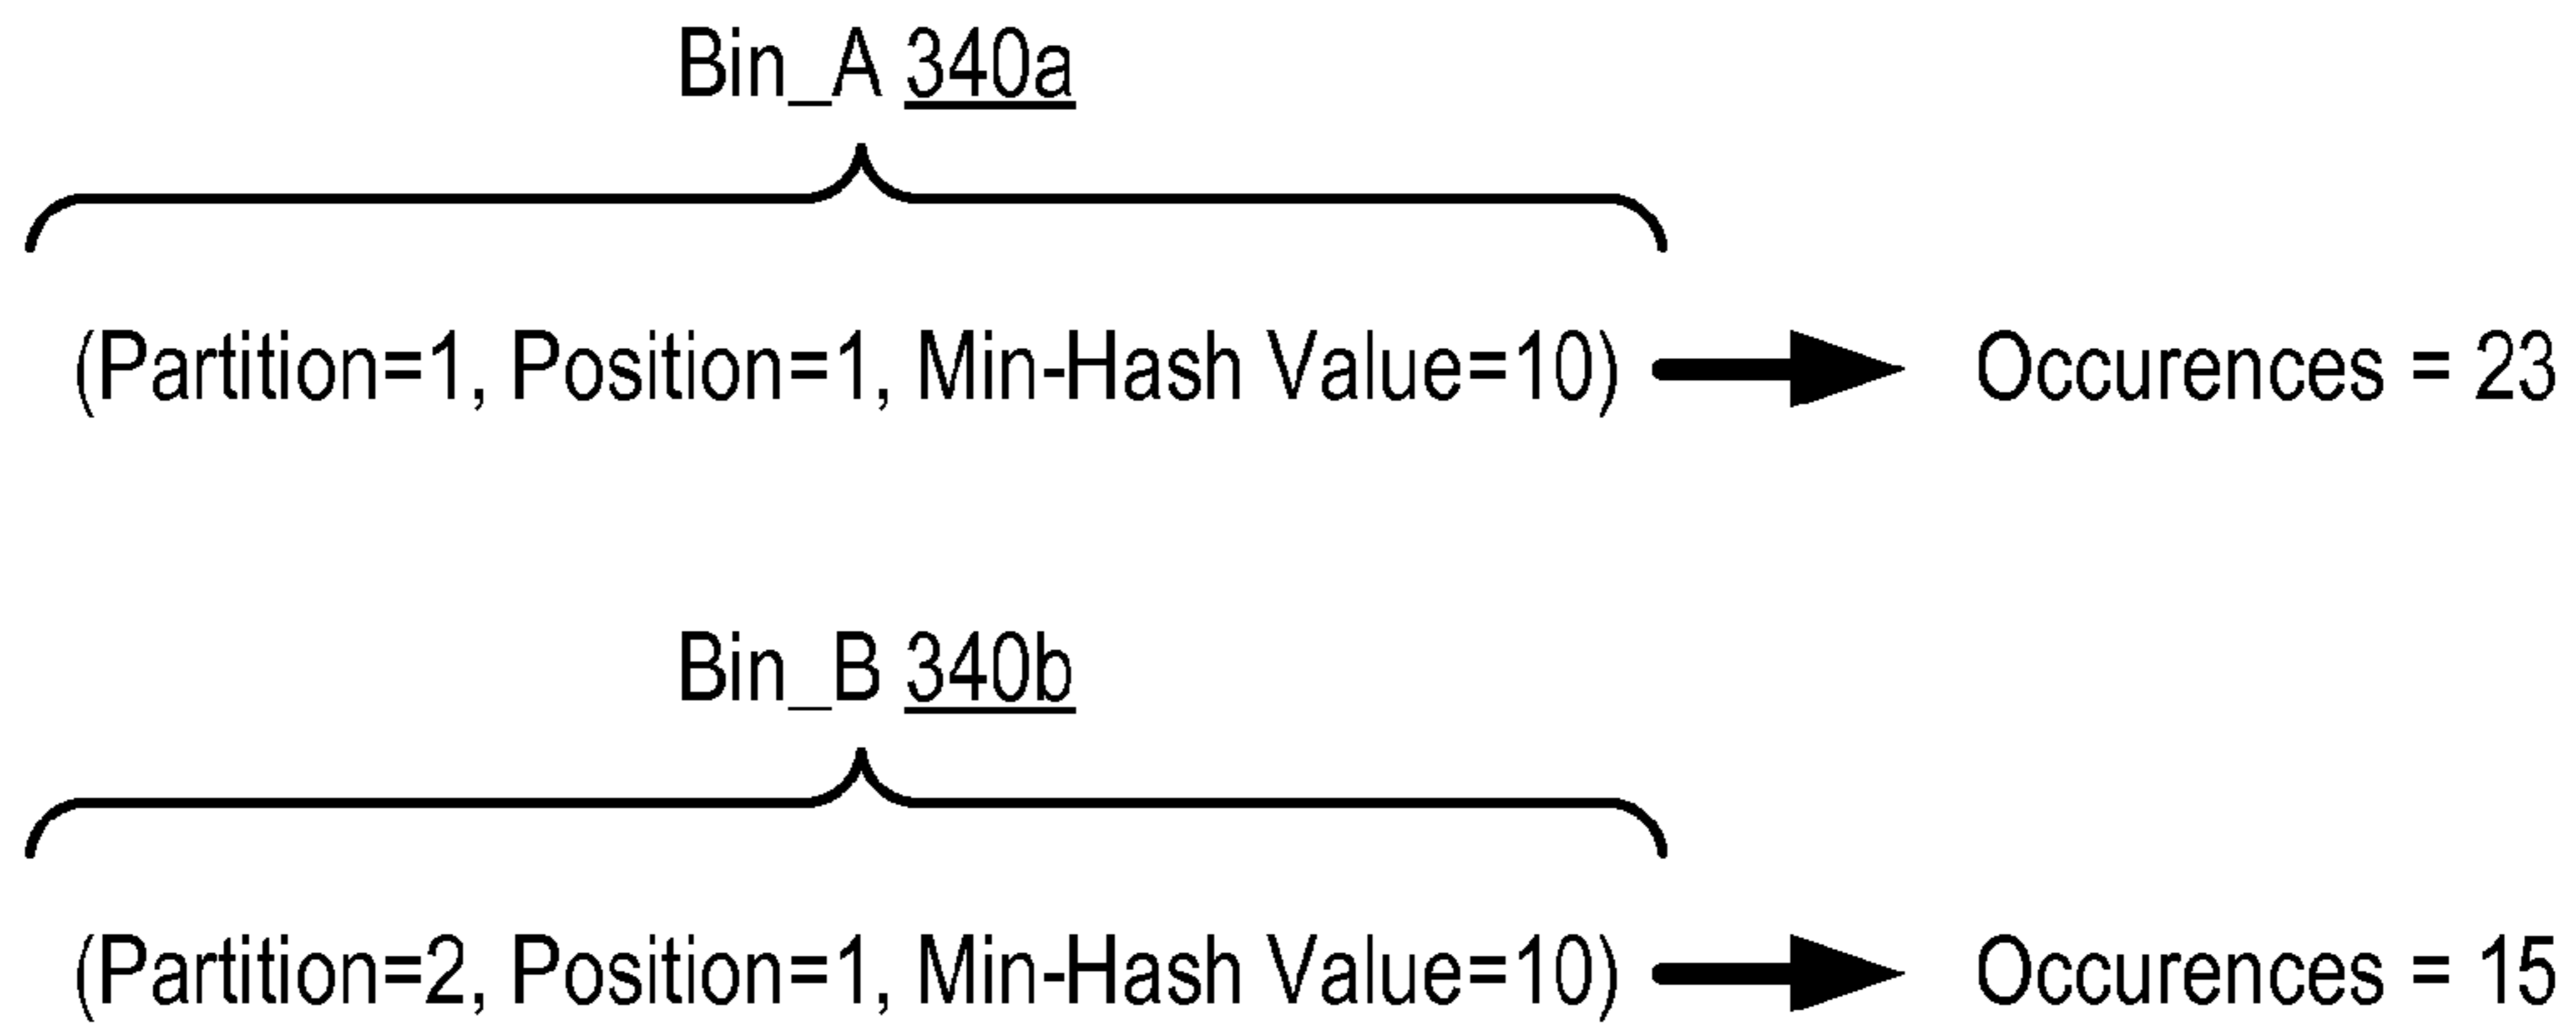 Bin_A 340a
(Partition=1, Position=1, Min-Hash Value=10) Occurences = 23
Bin_B 340b
(Partition=2, Position=1, Min-Hash Value=10) Occurences = 15